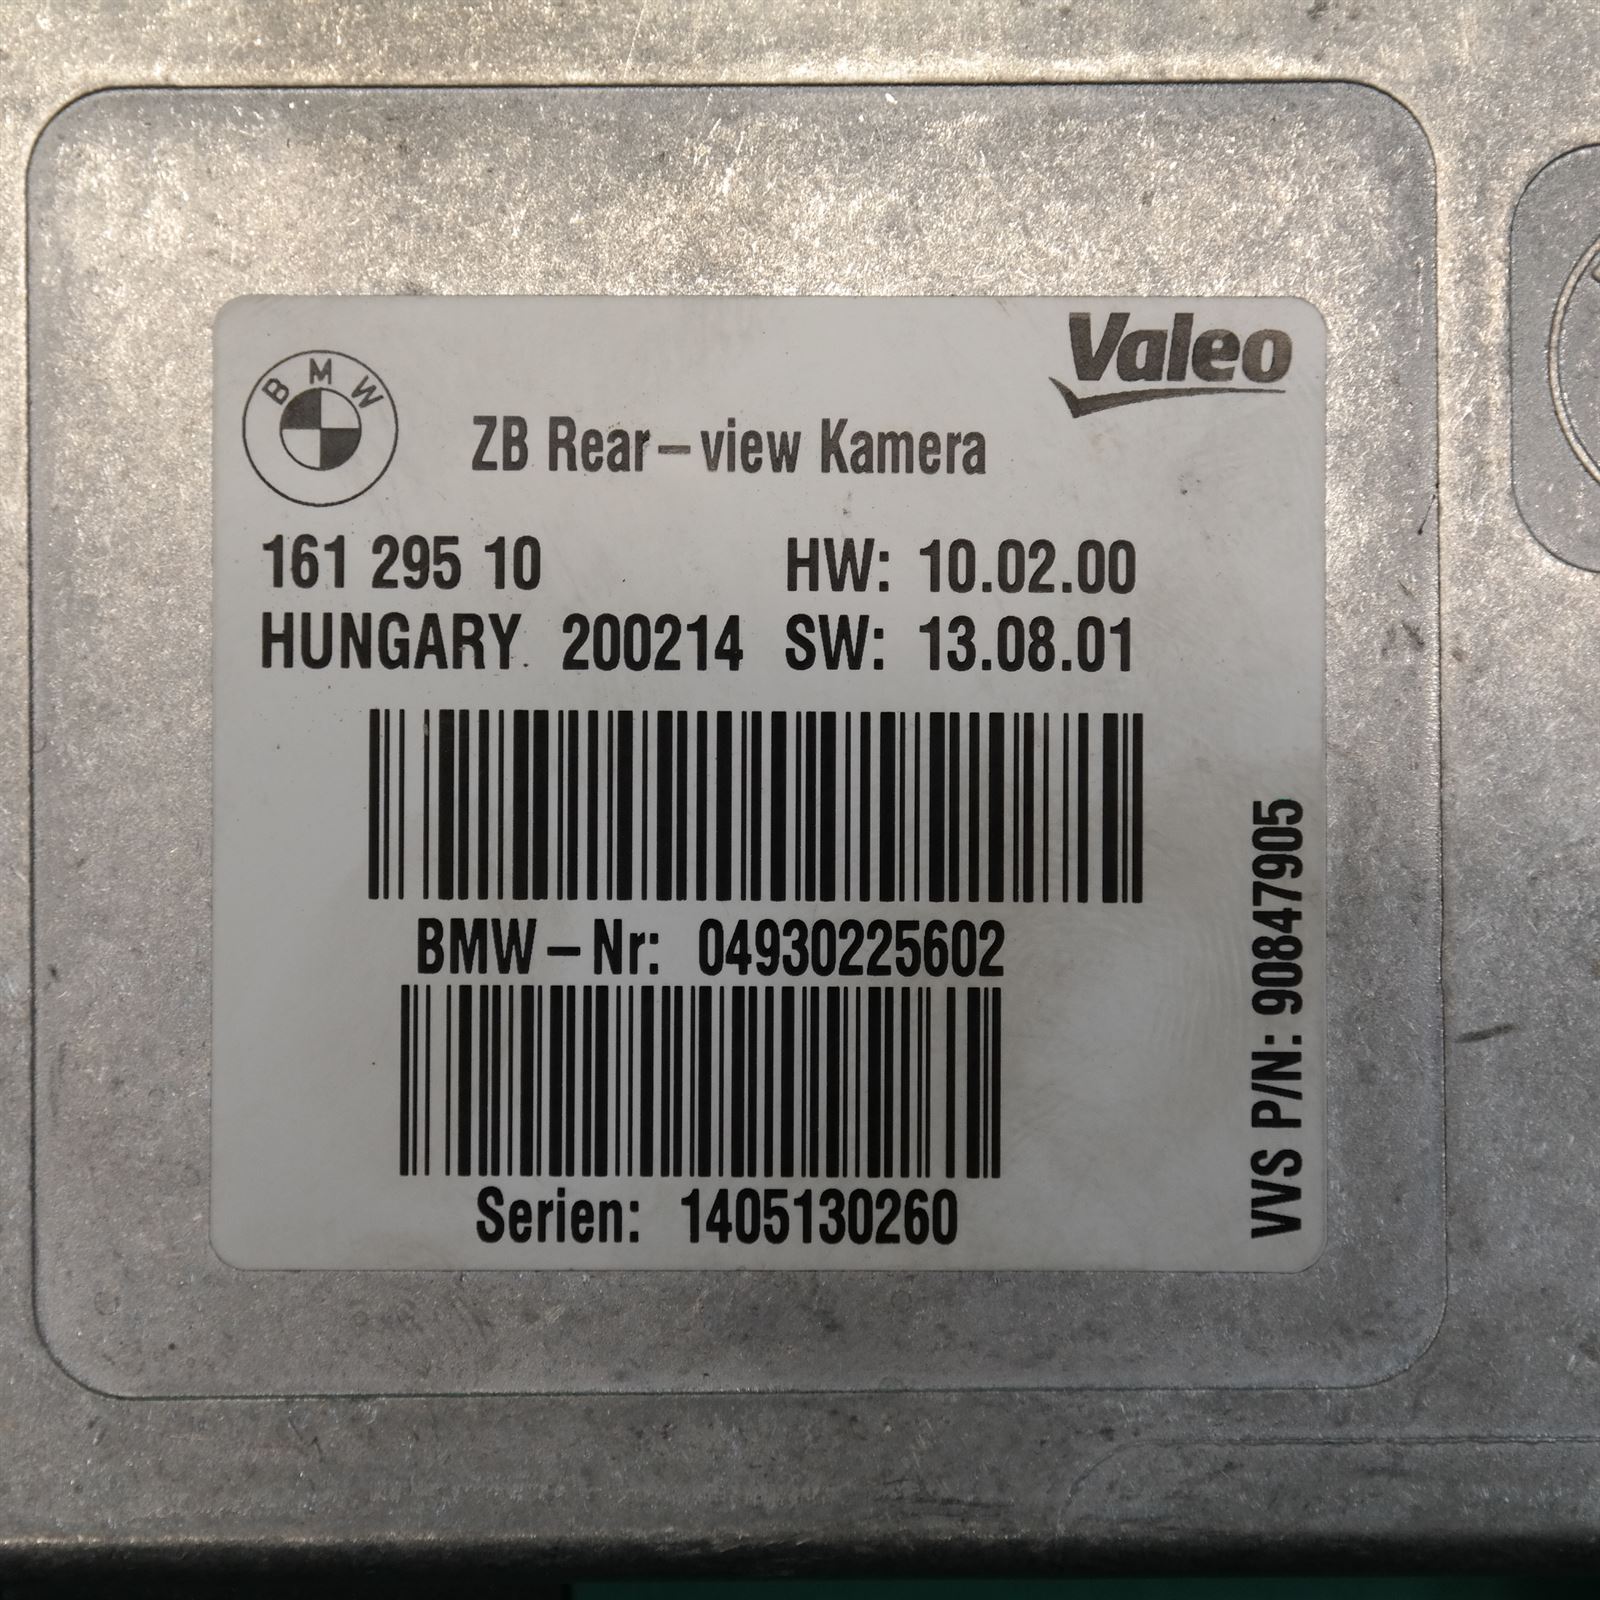 Valeo
BMW
ZB Rear-view Kamera
161 295 10 HW: 10.02.00
HUNGARY 200214 SW: 13.08.01
BMW-Nr: 04930225602
Serien: 1405130260
VVS P/N: 90847905